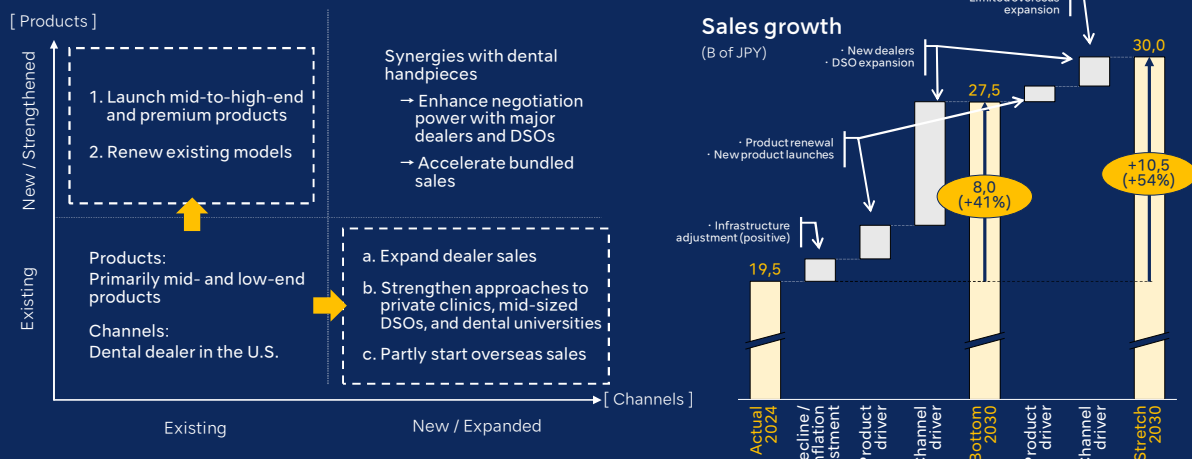 [ Products ]
New / Strengthened
Existing
1. Launch mid-to-high-end
and premium products
2. Renew existing models
Synergies with dental
handpieces
→ Enhance negotiation
power with major
dealers and DSOs
→ Accelerate bundled
sales
Products:
Primarily mid- and low-end
products
Channels:
Dental dealer in the U.S.
a. Expand dealer sales
b. Strengthen approaches to
private clinics, mid-sized
DSOs, and dental universities
c. Partly start overseas sales
[ Channels ]
Existing
New / Expanded
Sales growth
(B of JPY)
expansion
· New dealers
· DSO expansion
· Product renewal
· New product launches
· Infrastructure
adjustment (positive)
19,5
27,5
30,0
8,0
(+41%)
+10,5
(+54%)
Actual
2024
Product
driver
driver
2030
driver
driver
Stretch
2030